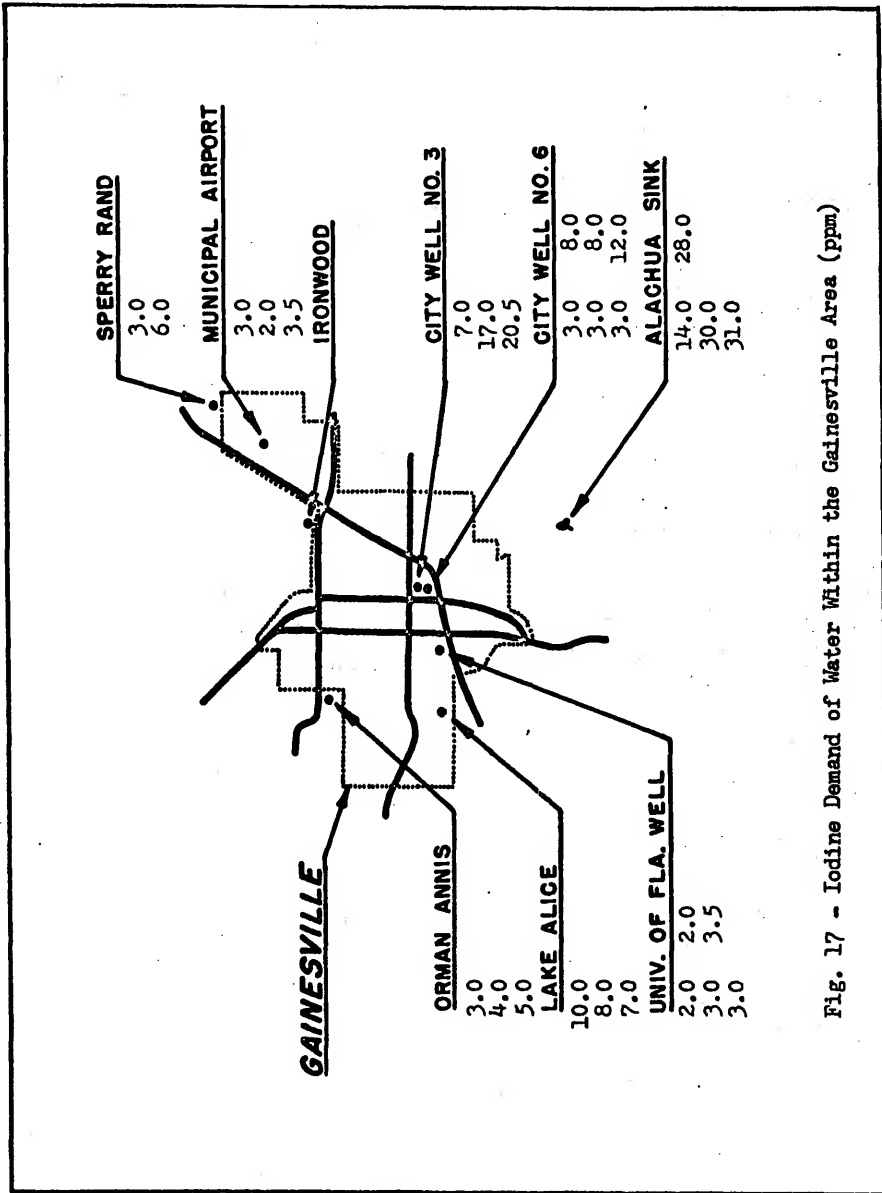 SPERRY RAND
3.0
6.0
MUNICIPAL AIRPORT
3.0
2.0
3.5
IRONWOOD
CITY WELL NO. 3
7.0
17.0
20.5
CITY WELL NO. 6
3.0 8.0
3.0 8.0
3.0 12.0
ALACHUA SINK
14.0 28.0
30.0
31.0
GAINESVILLE
ORMAN ANNIS
3.0
4.0
5.0
LAKE ALICE
10.0
8.0
7.0
UNIV. OF FLA. WELL
2.0 2.0
3.0 3.5
3.0
Fig. 17 - Iodine Demand of Water Within the Gainesville Area (ppm)